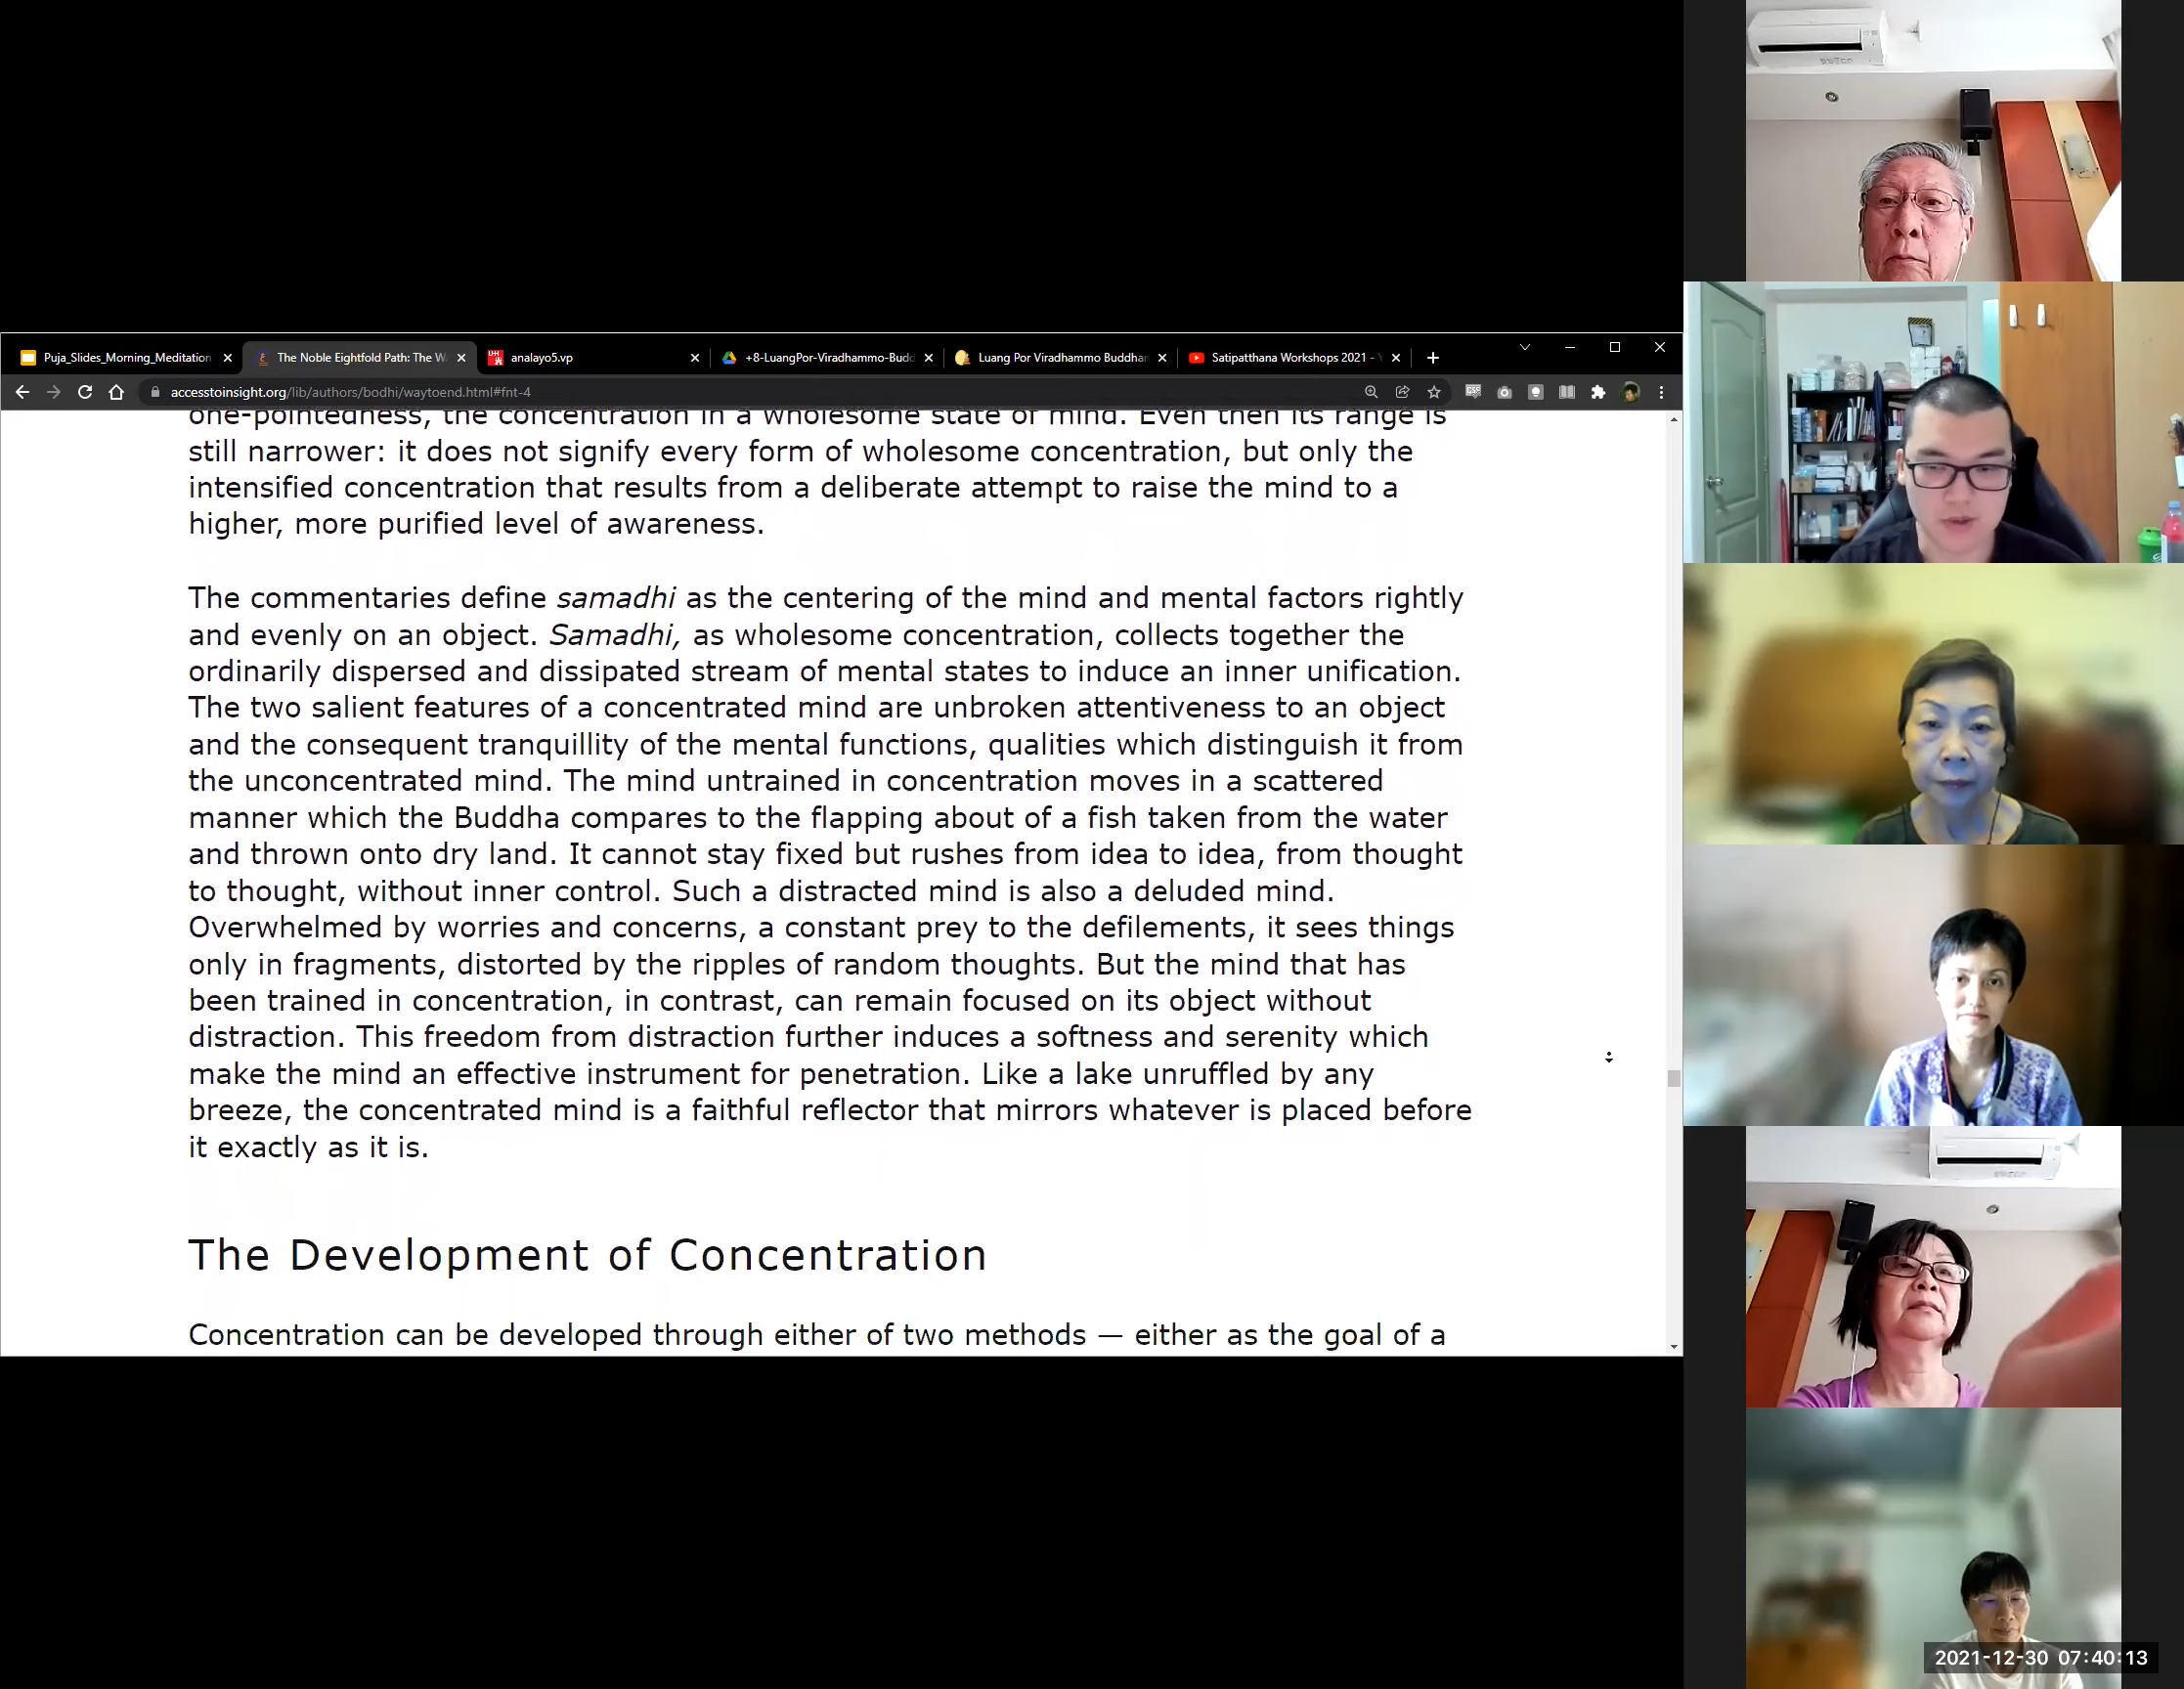 Puja_Slides_Morning_Meditation
The Noble Eightfold Path: The W
analayo5.vp
+8-LuangPor-Viradhammo-Budd
Luang Por Viradhammo Buddhan
Satipatthana Workshops 2021 - Y
accesstoinsight.org/lib/authors/bodhi/waytoend.html#fnt-4
one-pointedness, the concentration in a wholesome state of mind. Even then its range is
still narrower: it does not signify every form of wholesome concentration, but only the
intensified concentration that results from a deliberate attempt to raise the mind to a
higher, more purified level of awareness.
The commentaries define samadhi as the centering of the mind and mental factors rightly
and evenly on an object. Samadhi, as wholesome concentration, collects together the
ordinarily dispersed and dissipated stream of mental states to induce an inner unification.
The two salient features of a concentrated mind are unbroken attentiveness to an object
and the consequent tranquillity of the mental functions, qualities which distinguish it from
the unconcentrated mind. The mind untrained in concentration moves in a scattered
manner which the Buddha compares to the flapping about of a fish taken from the water
and thrown onto dry land. It cannot stay fixed but rushes from idea to idea, from thought
to thought, without inner control. Such a distracted mind is also a deluded mind.
Overwhelmed by worries and concerns, a constant prey to the defilements, it sees things
only in fragments, distorted by the ripples of random thoughts. But the mind that has
been trained in concentration, in contrast, can remain focused on its object without
distraction. This freedom from distraction further induces a softness and serenity which
make the mind an effective instrument for penetration. Like a lake unruffled by any
breeze, the concentrated mind is a faithful reflector that mirrors whatever is placed before
it exactly as it is.
The Development of Concentration
Concentration can be developed through either of two methods — either as the goal of a
2021-12-30 07:40:13